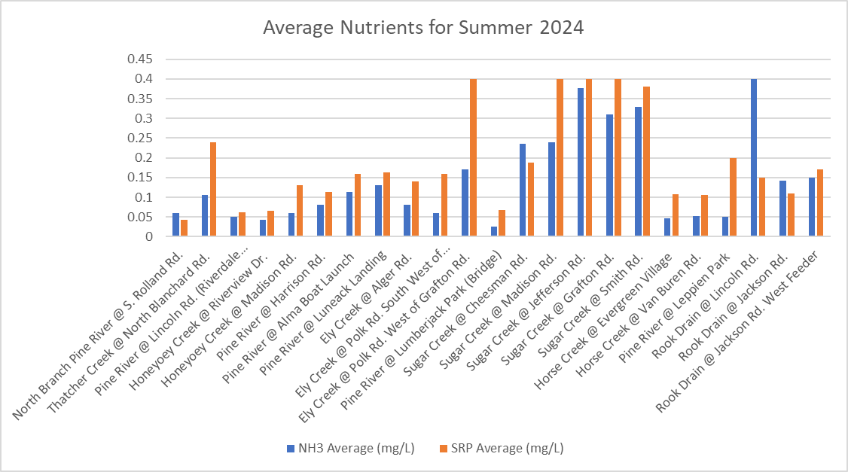 Average Nutrients for Summer 2024
0.45
0.4
0.35
0.3
0.25
0.2
0.15
0.1
0.05
0
North Branch Pine River @ S. Rolland Rd.
Thatcher Creek @ North Blanchard Rd.
Pine River @ Lincoln Rd. (Riverdale...
Honeyoey Creek @ Riverview Dr.
Honeyoey Creek @ Madison Rd.
Pine River @ Harrison Rd.
Pine River @ Alma Boat Launch
Pine River @ Luneack Landing
Ely Creek @ Alger Rd.
Ely Creek @ Polk Rd. South West of...
Ely Creek @ Polk Rd. West of Grafton Rd.
Pine River @ Lumberjack Park (Bridge)
Sugar Creek @ Cheesman Rd.
Sugar Creek @ Madison Rd.
Sugar Creek @ Jefferson Rd.
Sugar Creek @ Grafton Rd.
Sugar Creek @ Smith Rd.
Horse Creek @ Evergreen Village
Horse Creek @ Van Buren Rd.
Pine River @ Leppien Park
Rook Drain @ Lincoln Rd.
Rook Drain @ Jackson Rd.
Rook Drain @ Jackson Rd. West Feeder
NH3 Average (mg/L) SRP Average (mg/L)